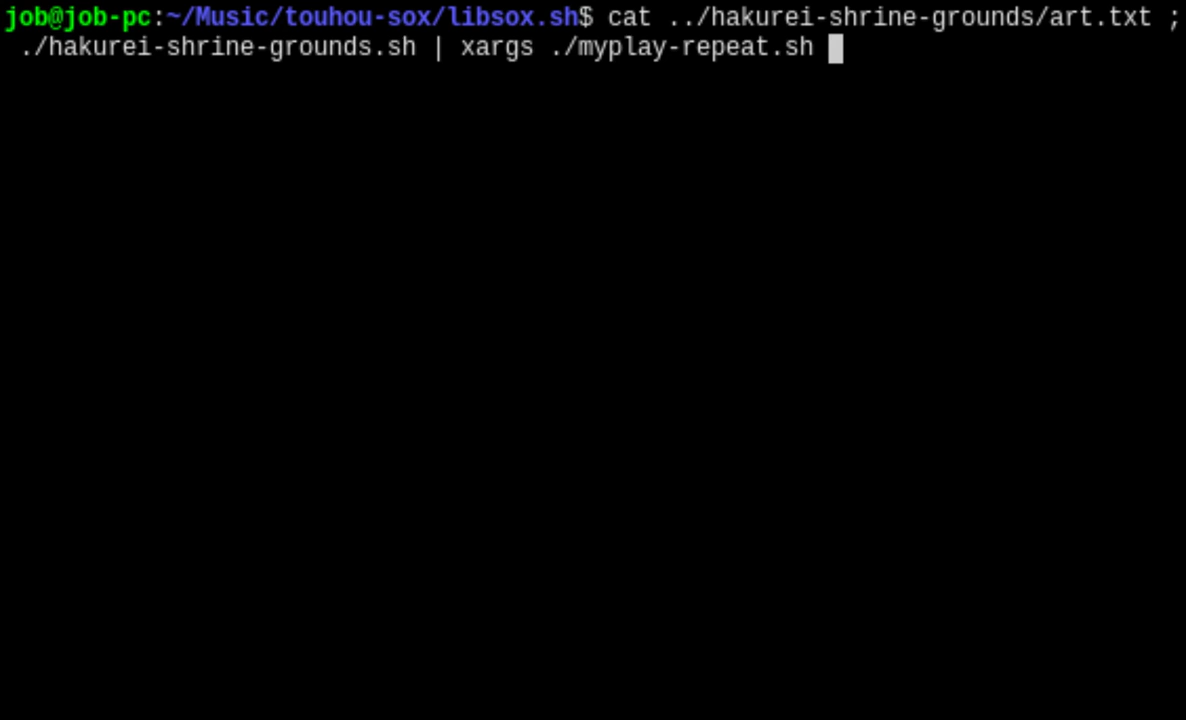 job@job-pc:~/Music/touhou-sox/libsox.sh$ cat ../hakurei-shrine-grounds/art.txt ;
./hakurei-shrine-grounds.sh | xargs ./myplay-repeat.sh